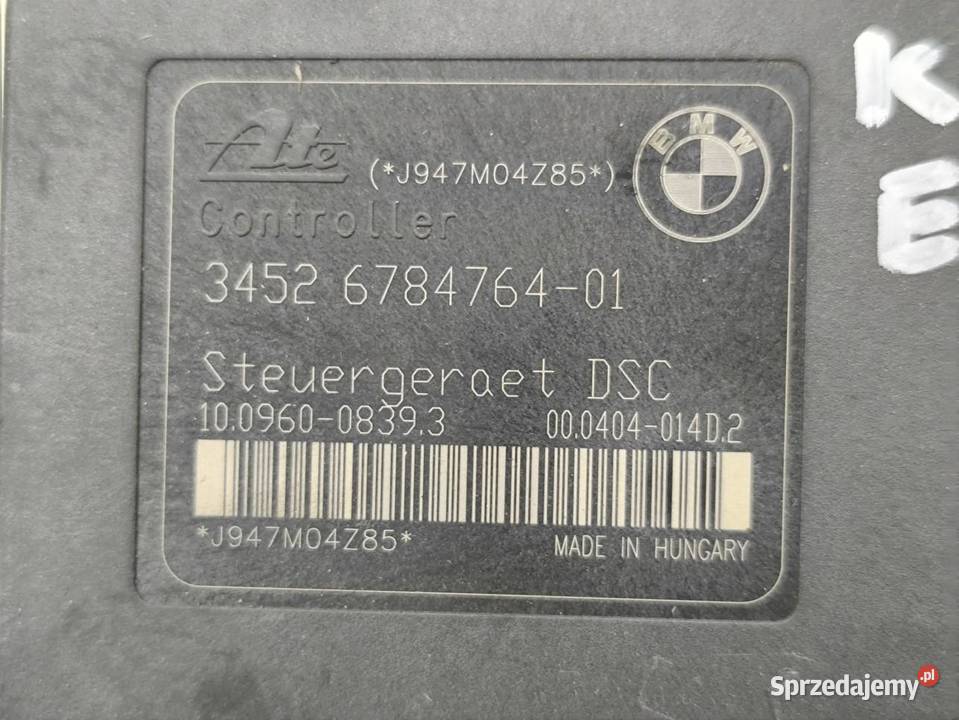 Ate
(*J947M04Z85*)
BMW
Controller
3452 6784764-01
Steuergeraet DSC
10.0960-0839.3 00.0404-014D.2
*J947M04Z85*
MADE IN HUNGARY
K
E
Sprzedajemy.pl